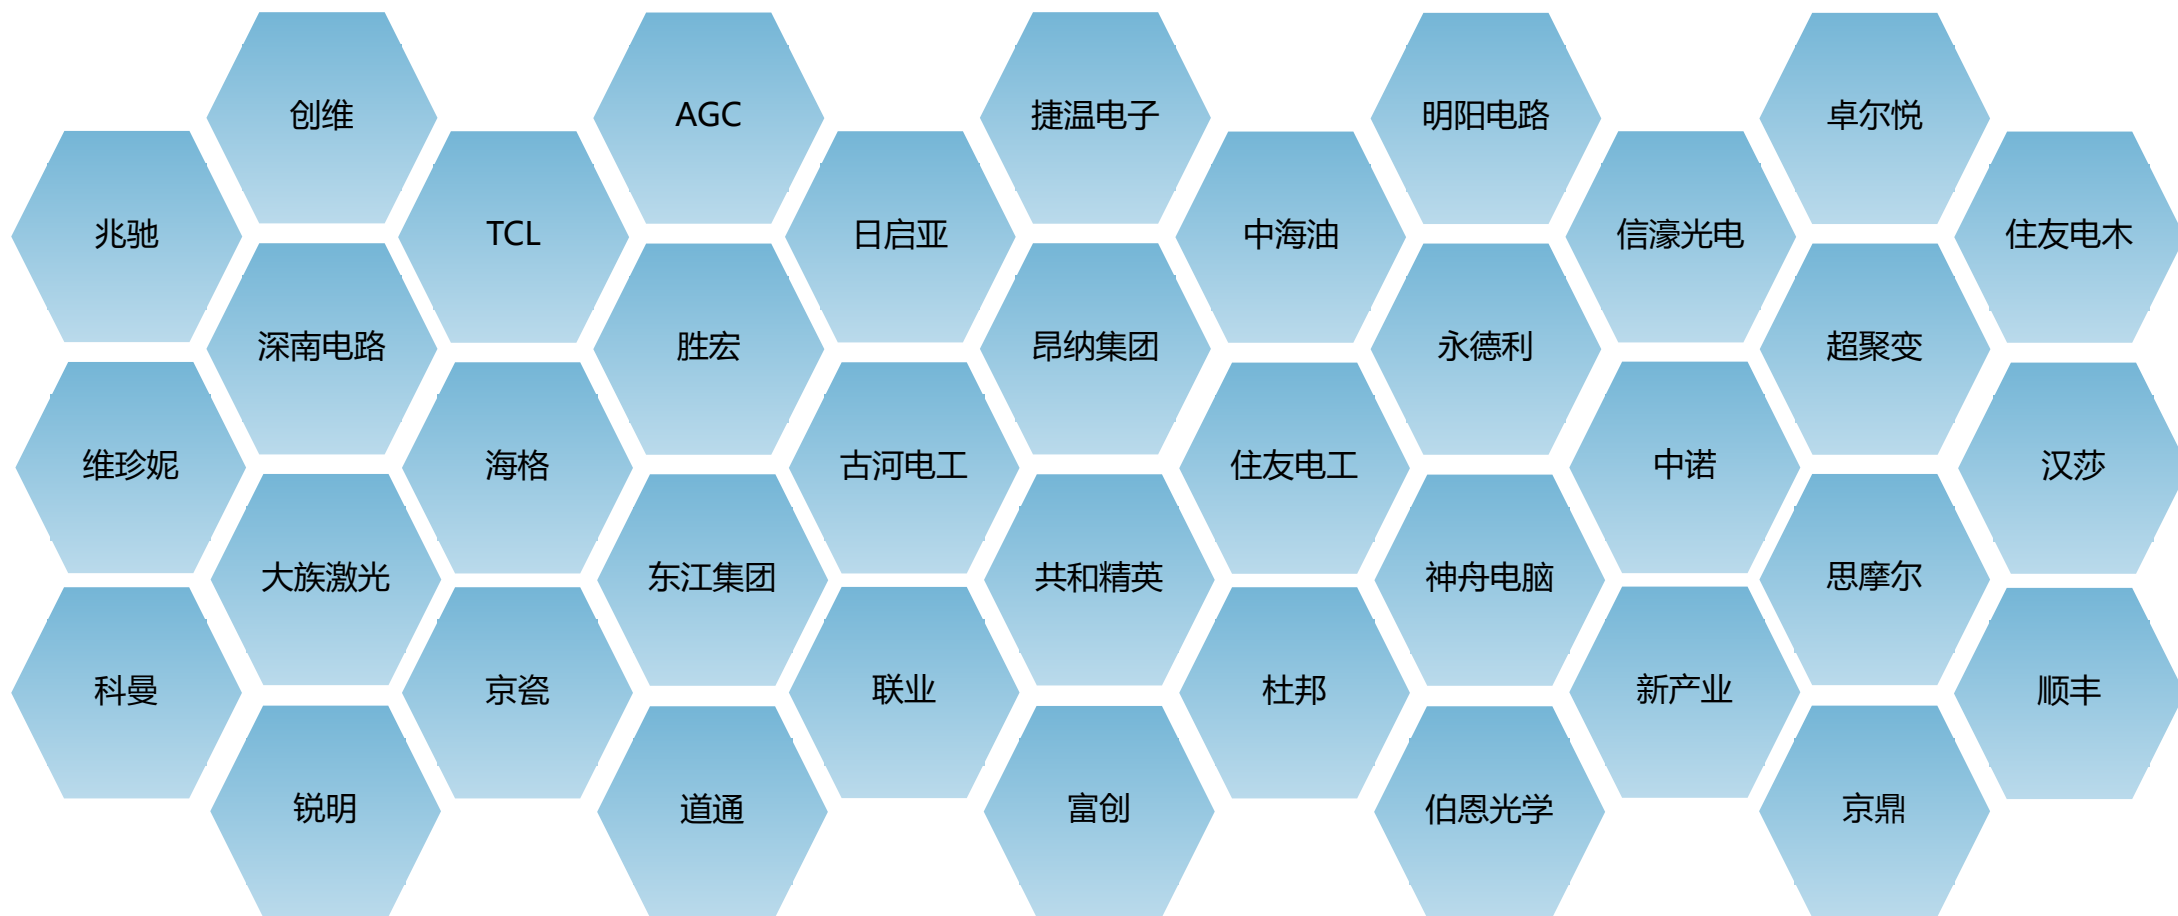 创维
AGC
捷温电子
明阳电路
卓尔悦
兆驰
TCL
日启亚
中海油
信濠光电
住友电木
深南电路
胜宏
昂纳集团
永德利
超聚变
维珍妮
海格
古河电工
住友电工
中诺
汉莎
大族激光
东江集团
共和精英
神舟电脑
思摩尔
科曼
京瓷
联业
杜邦
新产业
顺丰
锐明
道通
富创
伯恩光学
京鼎